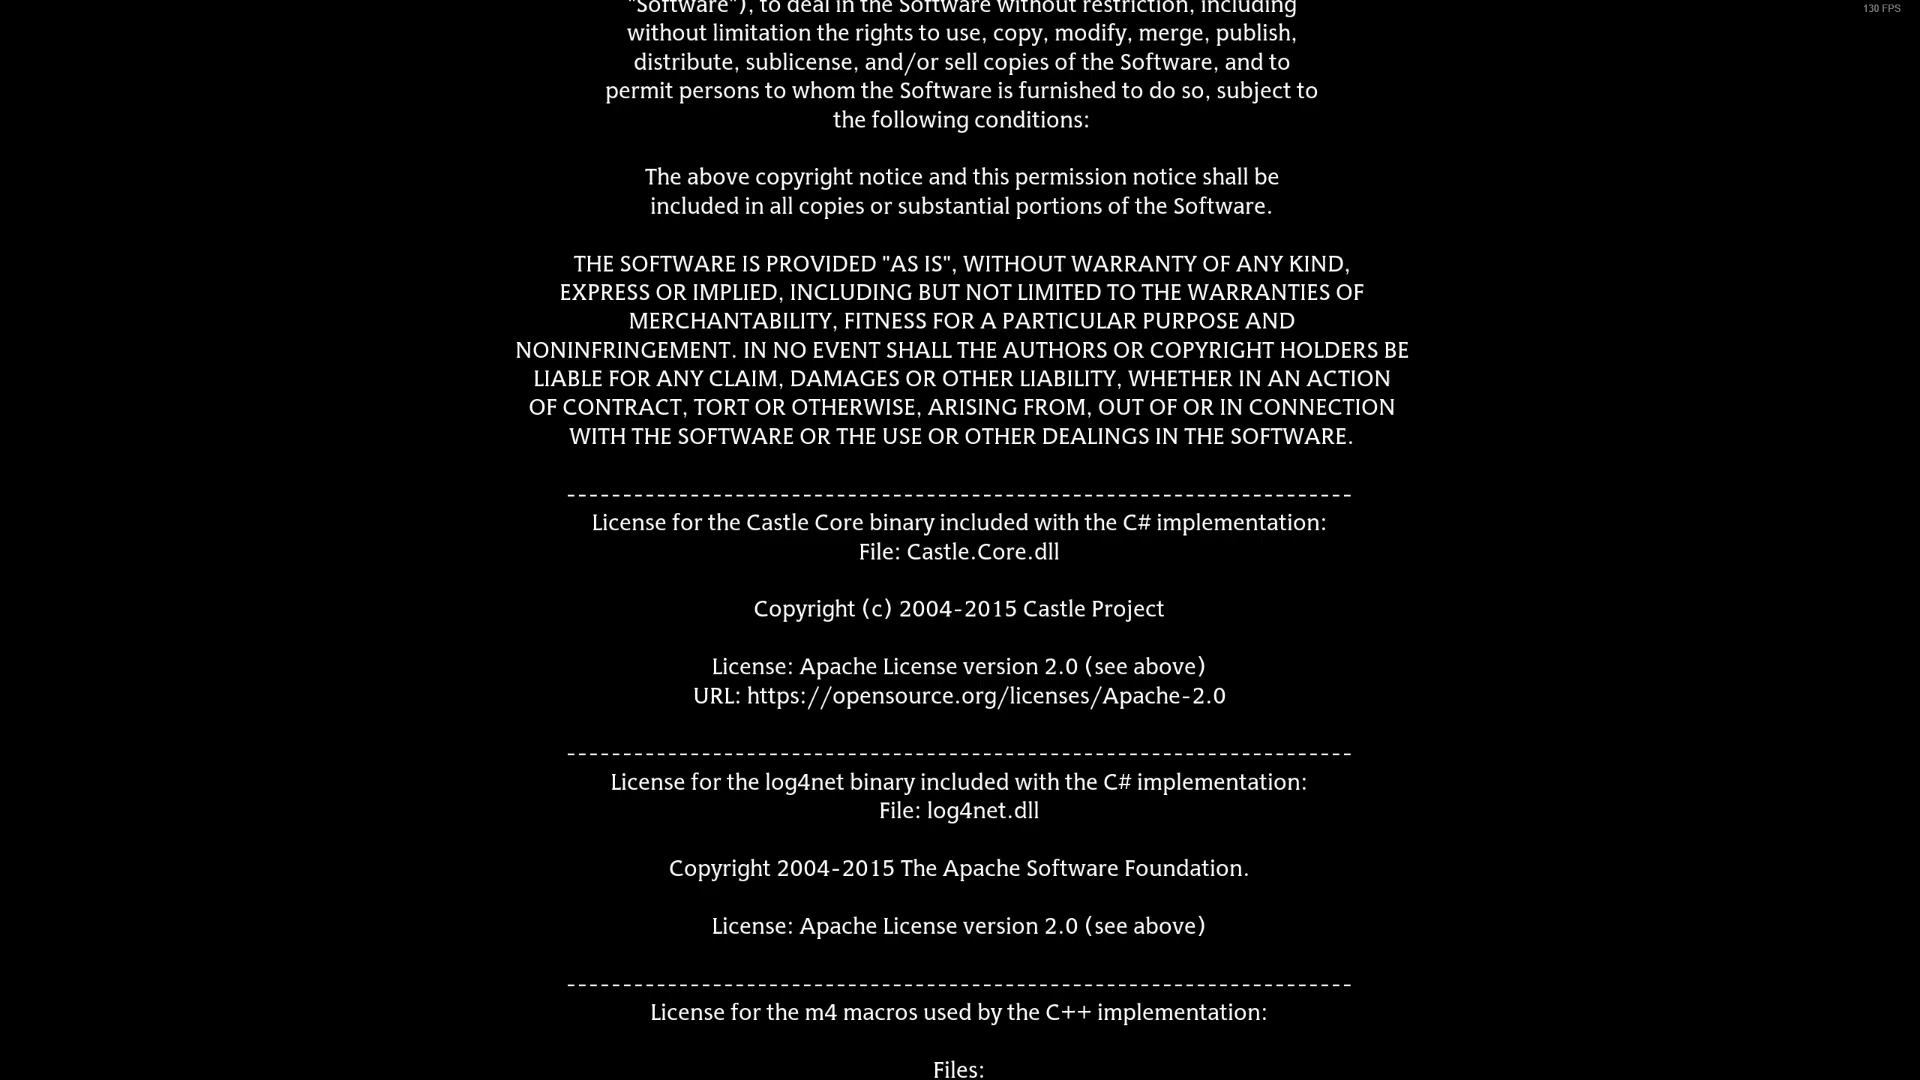 130 FPS
"Software"), to deal in the Software without restriction, including
without limitation the rights to use, copy, modify, merge, publish,
distribute, sublicense, and/or sell copies of the Software, and to
permit persons to whom the Software is furnished to do so, subject to
the following conditions:
The above copyright notice and this permission notice shall be
included in all copies or substantial portions of the Software.
THE SOFTWARE IS PROVIDED "AS IS", WITHOUT WARRANTY OF ANY KIND,
EXPRESS OR IMPLIED, INCLUDING BUT NOT LIMITED TO THE WARRANTIES OF
MERCHANTABILITY, FITNESS FOR A PARTICULAR PURPOSE AND
NONINFRINGEMENT. IN NO EVENT SHALL THE AUTHORS OR COPYRIGHT HOLDERS BE
LIABLE FOR ANY CLAIM, DAMAGES OR OTHER LIABILITY, WHETHER IN AN ACTION
OF CONTRACT, TORT OR OTHERWISE, ARISING FROM, OUT OF OR IN CONNECTION
WITH THE SOFTWARE OR THE USE OR OTHER DEALINGS IN THE SOFTWARE.
----------------------------------------------------------------------
License for the Castle Core binary included with the C# implementation:
File: Castle.Core.dll
Copyright (c) 2004-2015 Castle Project
License: Apache License version 2.0 (see above)
URL: https://opensource.org/licenses/Apache-2.0
----------------------------------------------------------------------
License for the log4net binary included with the C# implementation:
File: log4net.dll
Copyright 2004-2015 The Apache Software Foundation.
License: Apache License version 2.0 (see above)
----------------------------------------------------------------------
License for the m4 macros used by the C++ implementation:
Files: